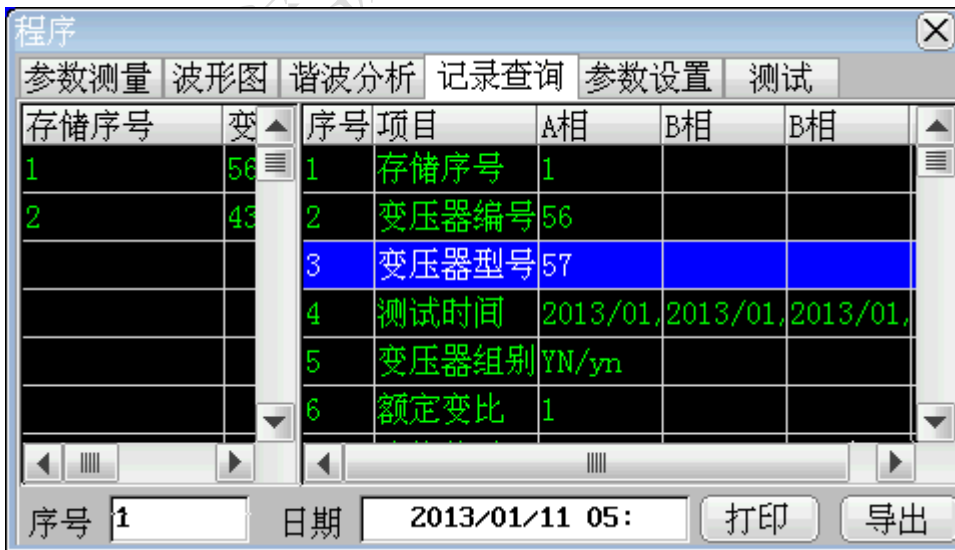 程序
参数测量 波形图 谐波分析 记录查询 参数设置 测试
存储序号 变 序号 项目 A相 B相 B相
1 56 1 存储序号 1
2 43 2 变压器编号 56
3 变压器型号 57
4 测试时间 2013/01, 2013/01, 2013/01,
5 变压器组别 YN/yn
6 额定变比 1
序号 1 日期 2013/01/11 05: 打印 导出